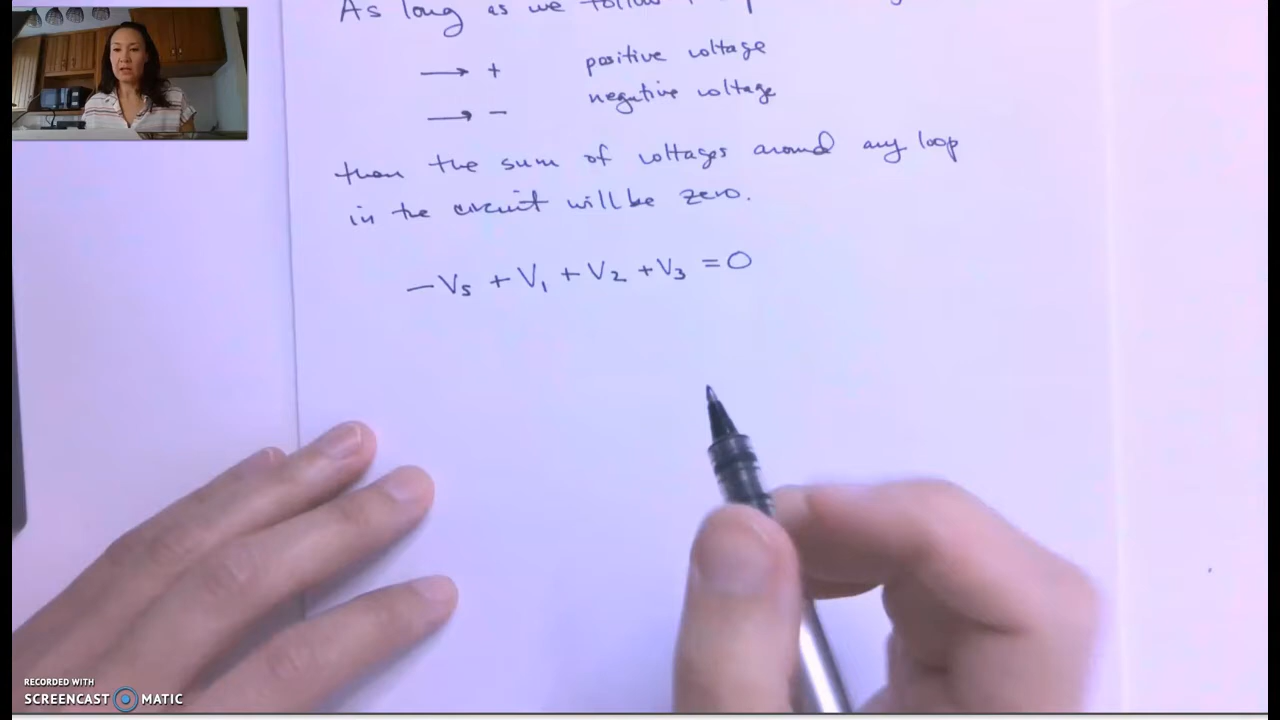 As long as we follow
→ + positive voltage
→ - negative voltage
then the sum of voltages around any loop
in the circuit will be zero.
-Vs + V1 + V2 + V3 = 0
RECORDED WITH
SCREENCAST MATIC